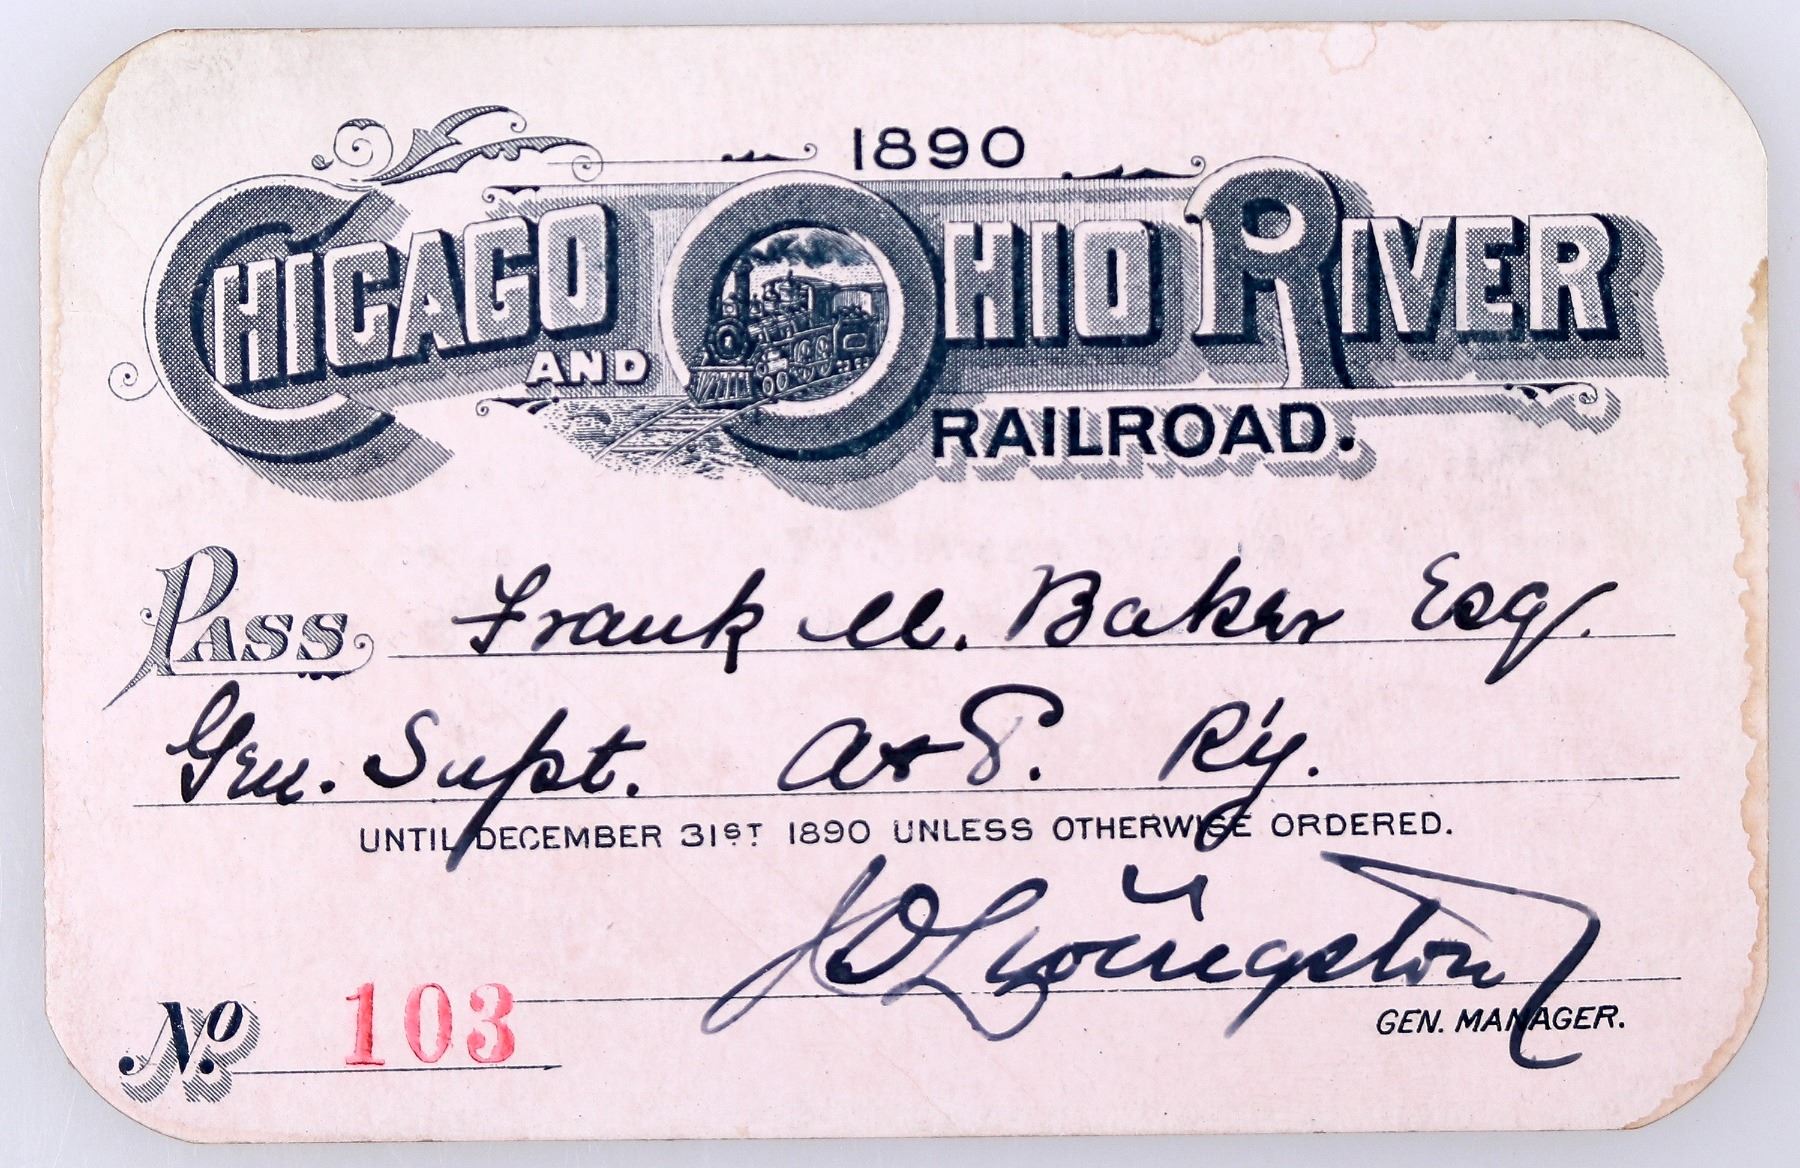 1890
CHICAGO AND OHIO RIVER
RAILROAD.
PASS Frank M. Baker Esq.
Gen. Supt. A & P. Ry.
UNTIL DECEMBER 31ST 1890 UNLESS OTHERWISE ORDERED.
J D Livingston
No. 103 GEN. MANAGER.